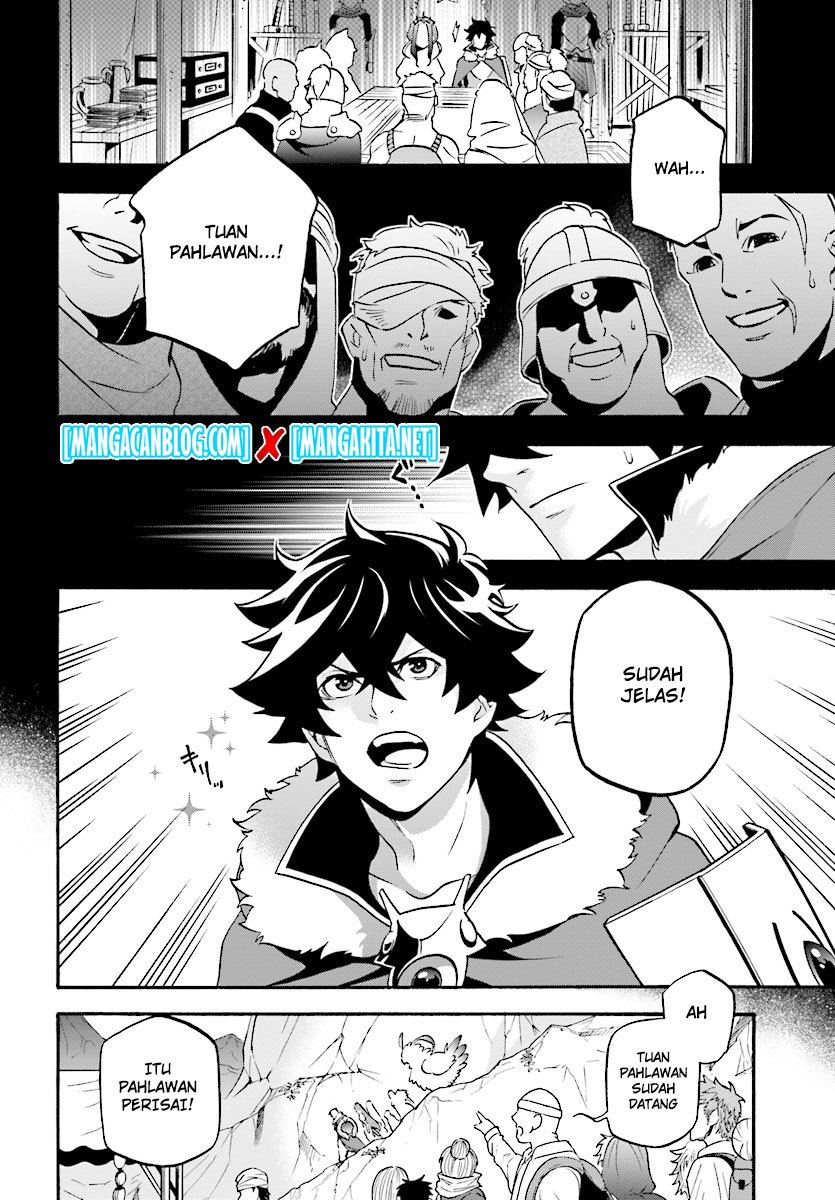 WAH...
TUAN
PAHLAWAN...!
[MANGACANBLOG.COM] X [MANGAKITA.NET]
SUDAH
JELAS!
キリッ…
AH
TUAN
PAHLAWAN
SUDAH
DATANG
ITU
PAHLAWAN
PERISAI!